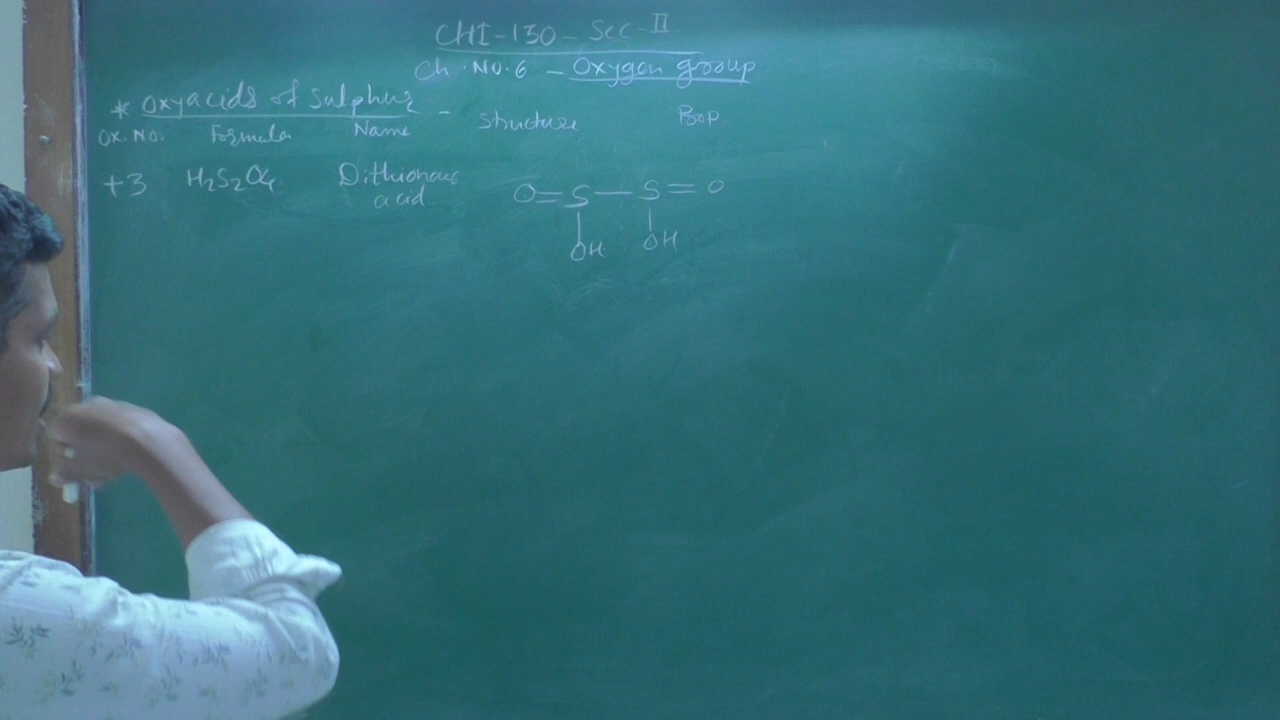 CHI-130 - Sec-II
Ch. No. 6 - Oxygen group
* Oxyacids of Sulphur -
Ox. No. Formula Name Structure Prop
+3 H₂S₂O₄ Dithionous acid
O=S—S=O
OH OH